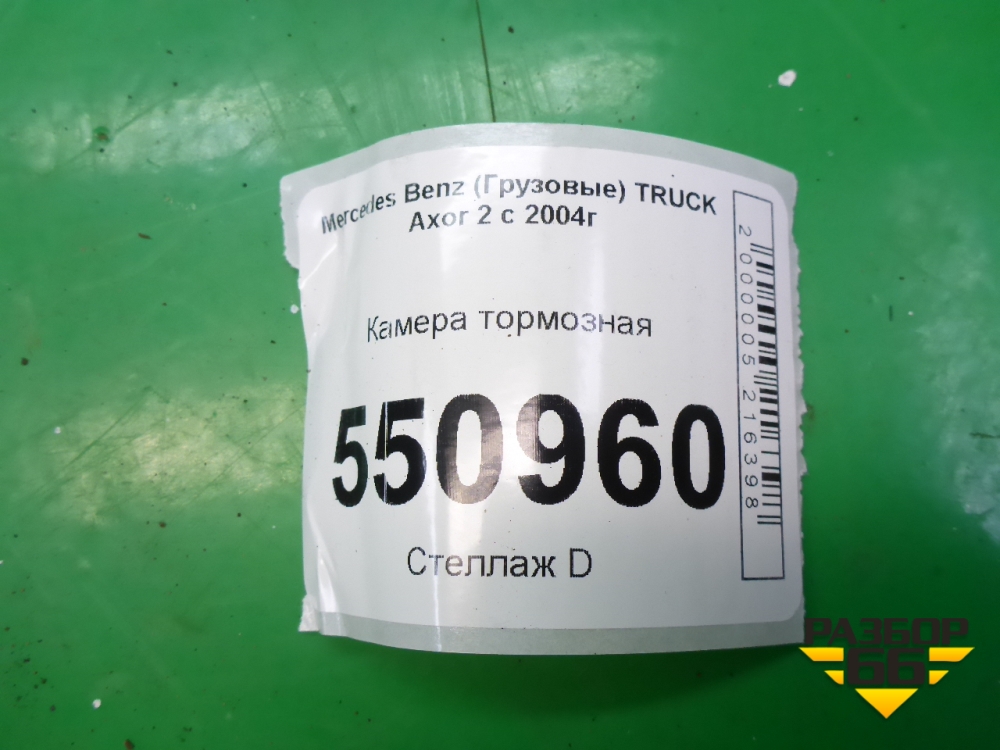 Mercedes Benz (Грузовые) TRUCK
Axor 2 с 2004г
Камера тормозная
550960
Стеллаж D
2000005216398
РАЗБОР
66